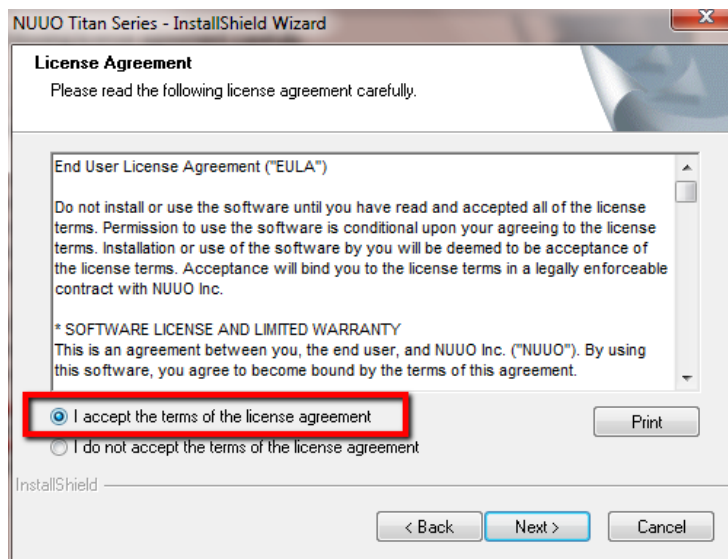 NUUO Titan Series - InstallShield Wizard
License Agreement
Please read the following license agreement carefully.
End User License Agreement ("EULA")
Do not install or use the software until you have read and accepted all of the license
terms. Permission to use the software is conditional upon your agreeing to the license
terms. Installation or use of the software by you will be deemed to be acceptance of
the license terms. Acceptance will bind you to the license terms in a legally enforceable
contract with NUUO Inc.
* SOFTWARE LICENSE AND LIMITED WARRANTY
This is an agreement between you, the end user, and NUUO Inc. ("NUUO"). By using
this software, you agree to become bound by the terms of this agreement.
I accept the terms of the license agreement
Print
I do not accept the terms of the license agreement
InstallShield
< Back Next > Cancel